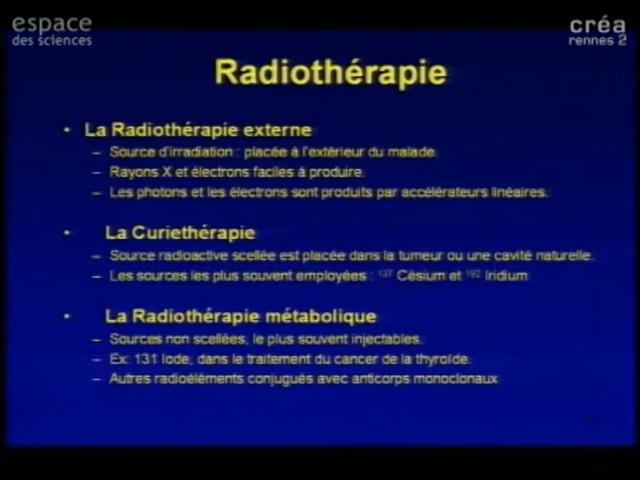 espace
des sciences
créa
rennes 2
Radiothérapie
• La Radiothérapie externe
– Source d'irradiation : placée à l'extérieur du malade.
– Rayons X et électrons faciles à produire.
– Les photons et les électrons sont produits par accélérateurs linéaires.
• La Curiethérapie
– Source radioactive scellée est placée dans la tumeur ou une cavité naturelle.
– Les sources les plus souvent employées : ¹³⁷ Césium et ¹⁹² Iridium
• La Radiothérapie métabolique
– Sources non scellées, le plus souvent injectables.
– Ex: 131 Iode, dans le traitement du cancer de la thyroïde.
– Autres radioéléments conjugués avec anticorps monoclonaux